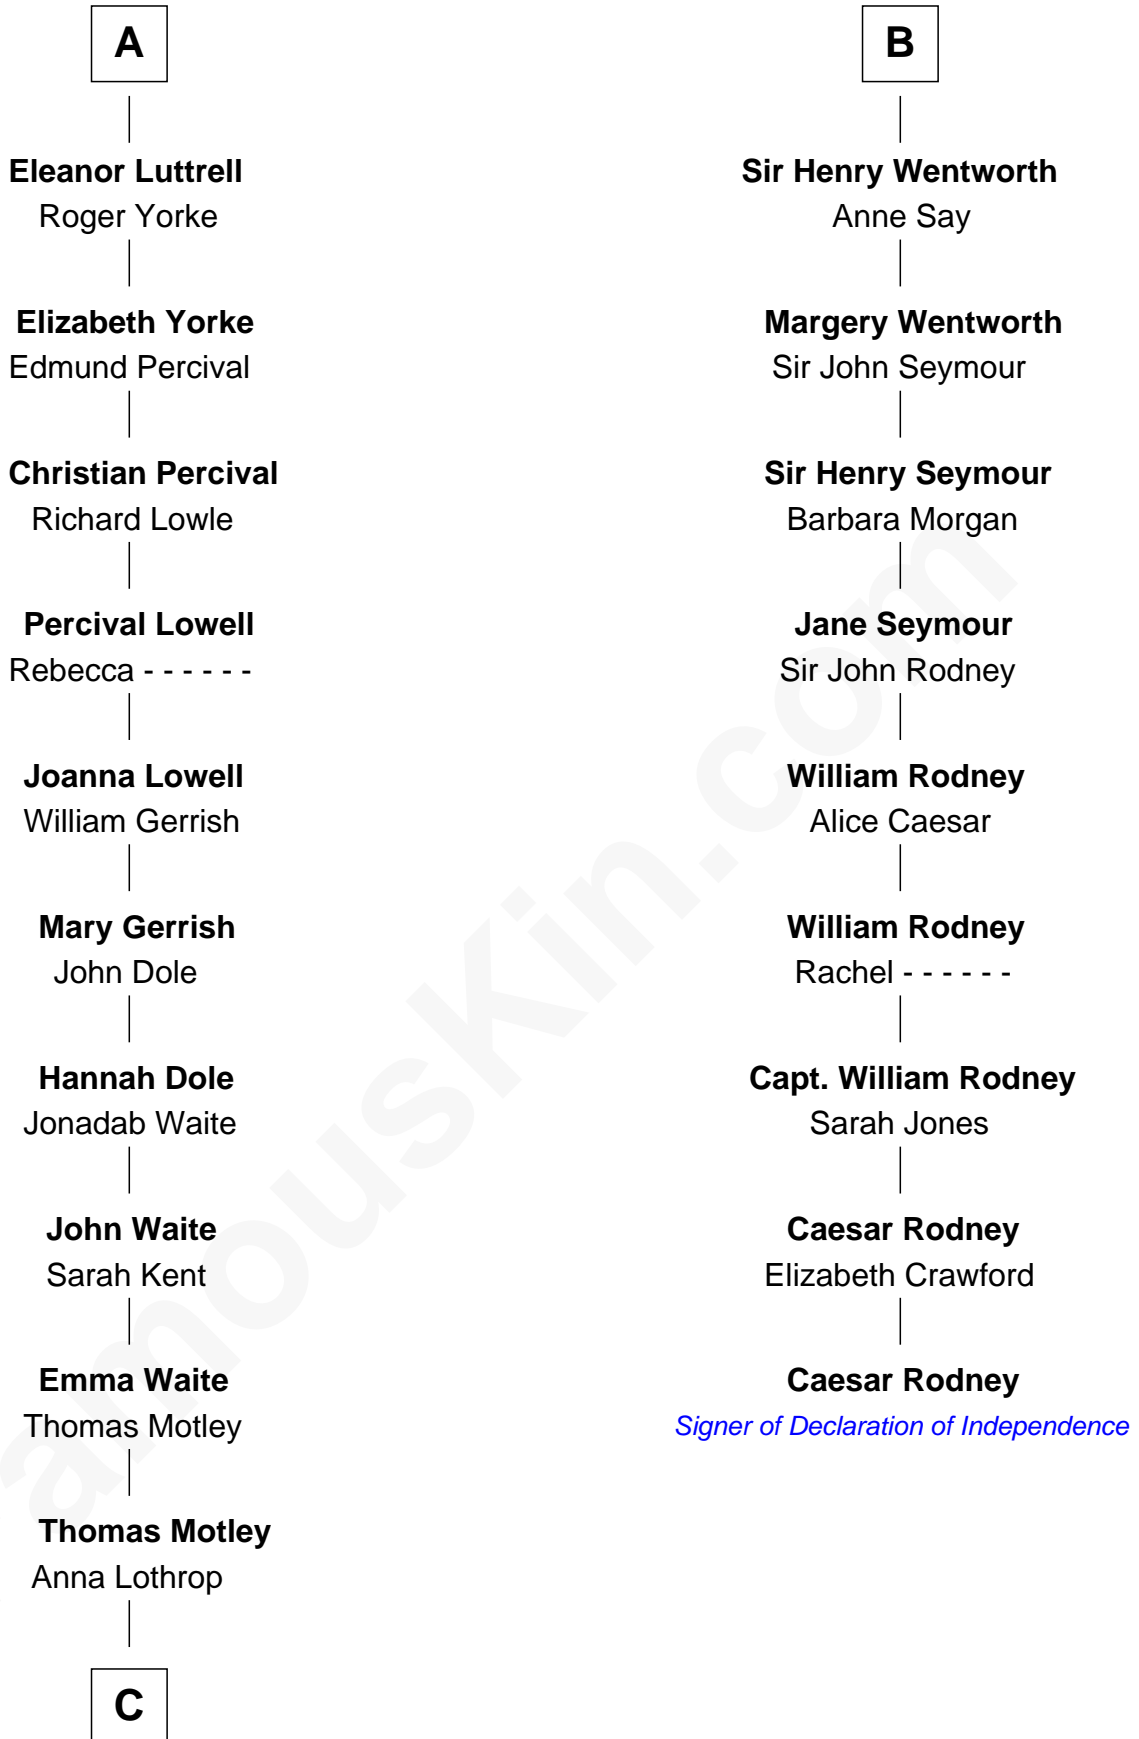 A
Eleanor Luttrell
Roger Yorke
Elizabeth Yorke
Edmund Percival
Christian Percival
Richard Lowle
Percival Lowell
Rebecca - - - - - -
Joanna Lowell
William Gerrish
Mary Gerrish
John Dole
Hannah Dole
Jonadab Waite
John Waite
Sarah Kent
Emma Waite
Thomas Motley
Thomas Motley
Anna Lothrop
C
B
Sir Henry Wentworth
Anne Say
Margery Wentworth
Sir John Seymour
Sir Henry Seymour
Barbara Morgan
Jane Seymour
Sir John Rodney
William Rodney
Alice Caesar
William Rodney
Rachel - - - - - -
Capt. William Rodney
Sarah Jones
Caesar Rodney
Elizabeth Crawford
Caesar Rodney
Signer of Declaration of Independence
amouskin.com